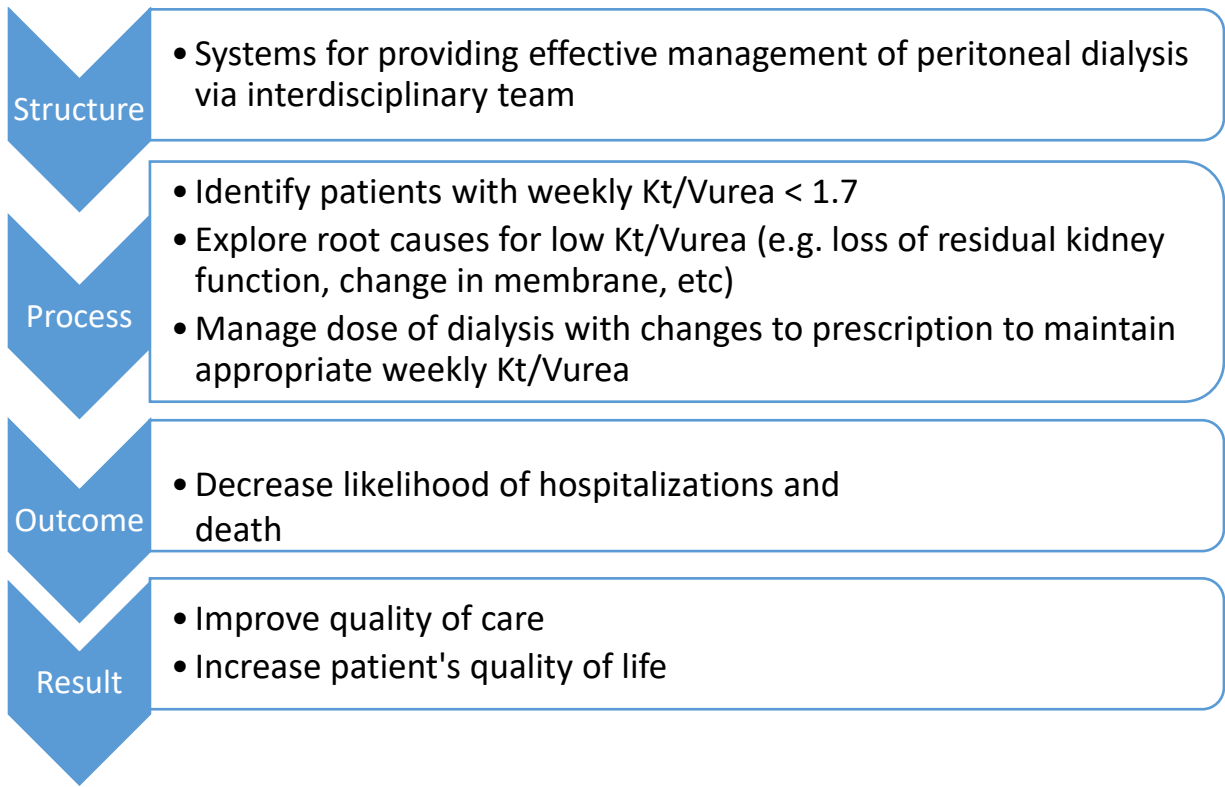 Structure
• Systems for providing effective management of peritoneal dialysis
via interdisciplinary team
Process
• Identify patients with weekly Kt/Vurea < 1.7
• Explore root causes for low Kt/Vurea (e.g. loss of residual kidney
function, change in membrane, etc)
• Manage dose of dialysis with changes to prescription to maintain
appropriate weekly Kt/Vurea
Outcome
• Decrease likelihood of hospitalizations and
death
Result
• Improve quality of care
• Increase patient's quality of life